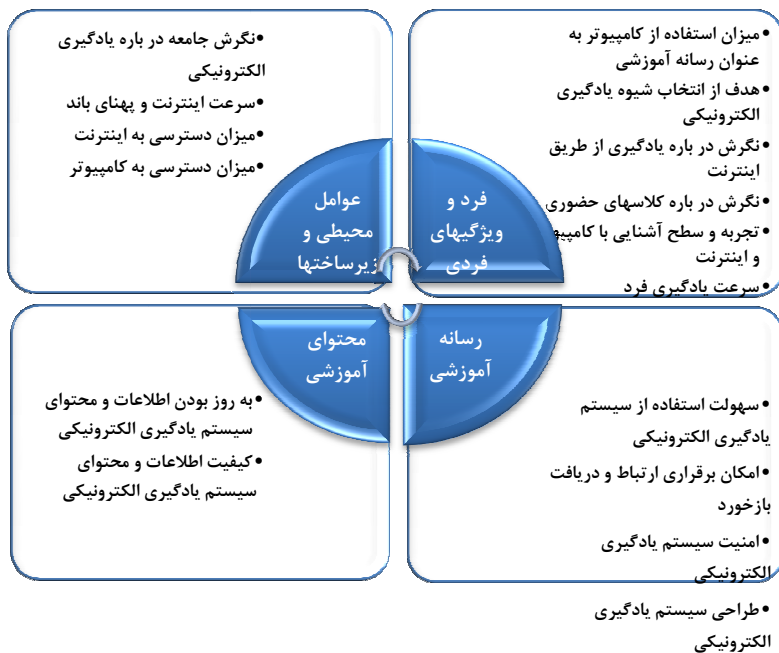 •میزان استفاده از کامپیوتر به
عنوان رسانه آموزشی
•هدف از انتخاب شیوه یادگیری
الکترونیکی
•نگرش در باره یادگیری از طریق
اینترنت
•نگرش در باره کلاسهای حضوری
•تجربه و سطح آشنایی با
و اینترنت
•سرعت یادگیری فرد
فرد و
ویژگیهای
فردی
•نگرش جامعه در باره یادگیری
الکترونیکی
•سرعت اینترنت و پهنای باند
•میزان دسترسی به اینترنت
•میزان دسترسی به کامپیوتر
عوامل
محیطی و
زیرساختها
رسانه
آموزشی
•سهولت استفاده از سیستم
یادگیری الکترونیکی
•امکان برقراری ارتباط و دریافت
بازخورد
•امنیت سیستم یادگیری
الکترونیکی
•طراحی سیستم یادگیری
الکترونیکی
محتوای
آموزشی
•به روز بودن اطلاعات و محتوای
سیستم یادگیری الکترونیکی
•کیفیت اطلاعات و محتوای
سیستم یادگیری الکترونیکی